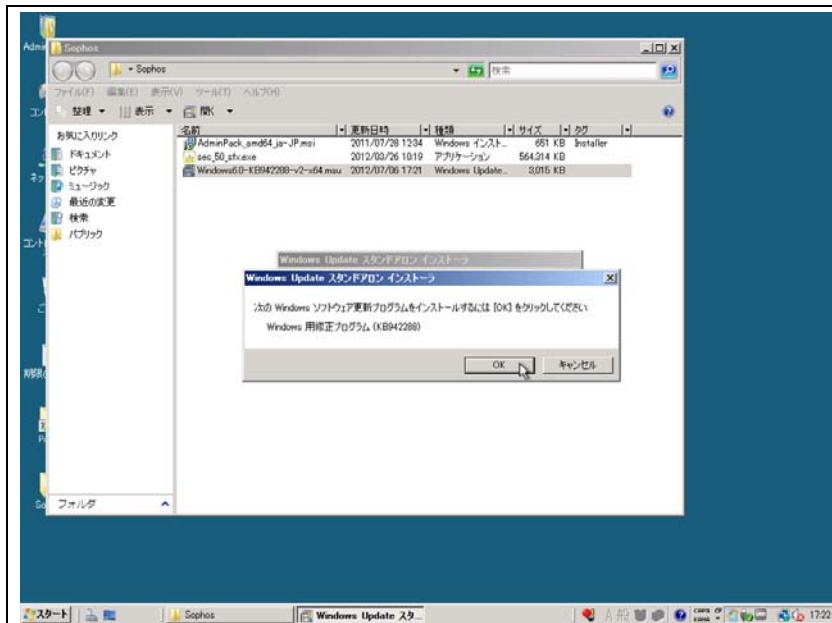 Sophos
Sophos
検索
ファイル(F) 編集(E) 表示(V) ツール(T) ヘルプ(H)
整理 表示 開く
お気に入りリンク
ドキュメント
ピクチャ
ミュージック
最近の変更
検索
パブリック
名前 更新日時 種類 サイズ タグ
AdminPack_amd64_ja-JP.msi 2011/07/28 12:34 Windows インスト... 651 KB Installer
sec_50_sfx.exe 2012/03/26 10:19 アプリケーション 564,314 KB
Windows6.0-KB942288-v2-x64.msu 2012/07/06 17:21 Windows Update... 3,015 KB
Windows Update スタンドアロン インストーラ
Windows Update スタンドアロン インストーラ
次の Windows ソフトウェア更新プログラムをインストールするには [OK] をクリックしてください
Windows 用修正プログラム (KB942288)
OK キャンセル
フォルダ
スタート Sophos Windows Update スタ... A 般 CAPS KANA 17:22